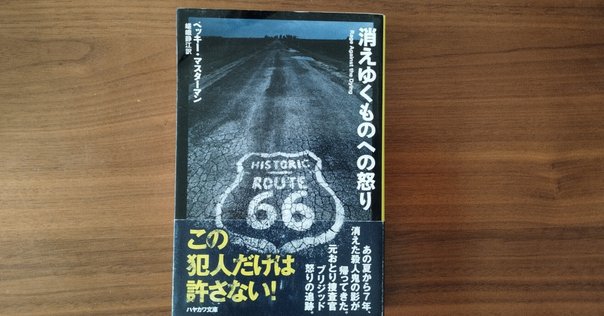 消えゆくものへの怒り
Rage Against the Dying
ベッキー・マスターマン
嵯峨静江訳
HISTORIC
ROUTE
66
あの夏から7年、
消えた殺人鬼の影が
帰ってきた。
元おとり捜査官
ブリジッド
怒りの追跡。
この
犯人だけは
許さない!
ハヤカワ文庫